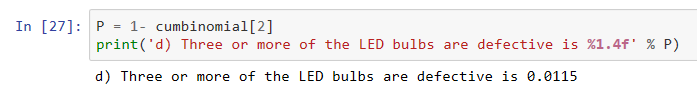 In [27]: P = 1- cumbinomial[2]
print('d) Three or more of the LED bulbs are defective is %1.4f' % P)
d) Three or more of the LED bulbs are defective is 0.0115